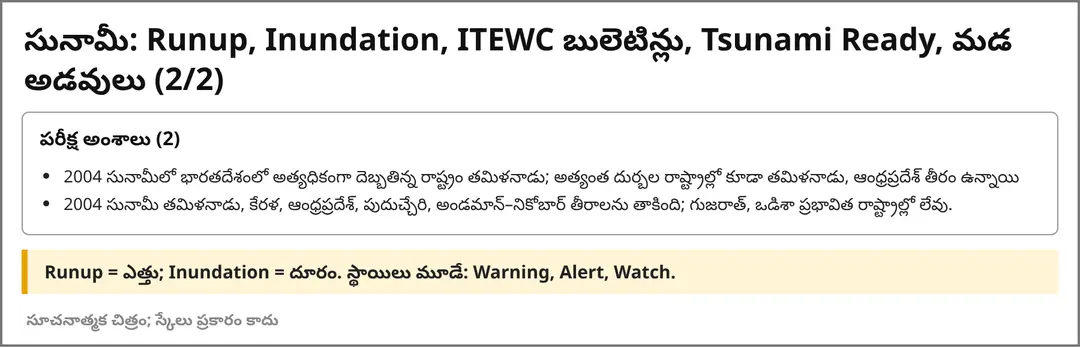 సునామీ: Runup, Inundation, ITEWC బులెటిన్లు, Tsunami Ready, మడ
అడవులు (2/2)
పరీక్ష అంశాలు (2)
• 2004 సునామీలో భారతదేశంలో అత్యధికంగా దెబ్బతిన్న రాష్ట్రం తమిళనాడు; అత్యంత దుర్బల రాష్ట్రాల్లో కూడా తమిళనాడు, ఆంధ్రప్రదేశ్ తీరం ఉన్నాయి
• 2004 సునామీ తమిళనాడు, కేరళ, ఆంధ్రప్రదేశ్, పుదుచ్చేరి, అండమాన్–నికోబార్ తీరాలను తాకింది; గుజరాత్, ఒడిశా ప్రభావిత రాష్ట్రాల్లో లేవు.
Runup = ఎత్తు; Inundation = దూరం. స్థాయిలు మూడే: Warning, Alert, Watch.
సూచనాత్మక చిత్రం; స్కేలు ప్రకారం కాదు